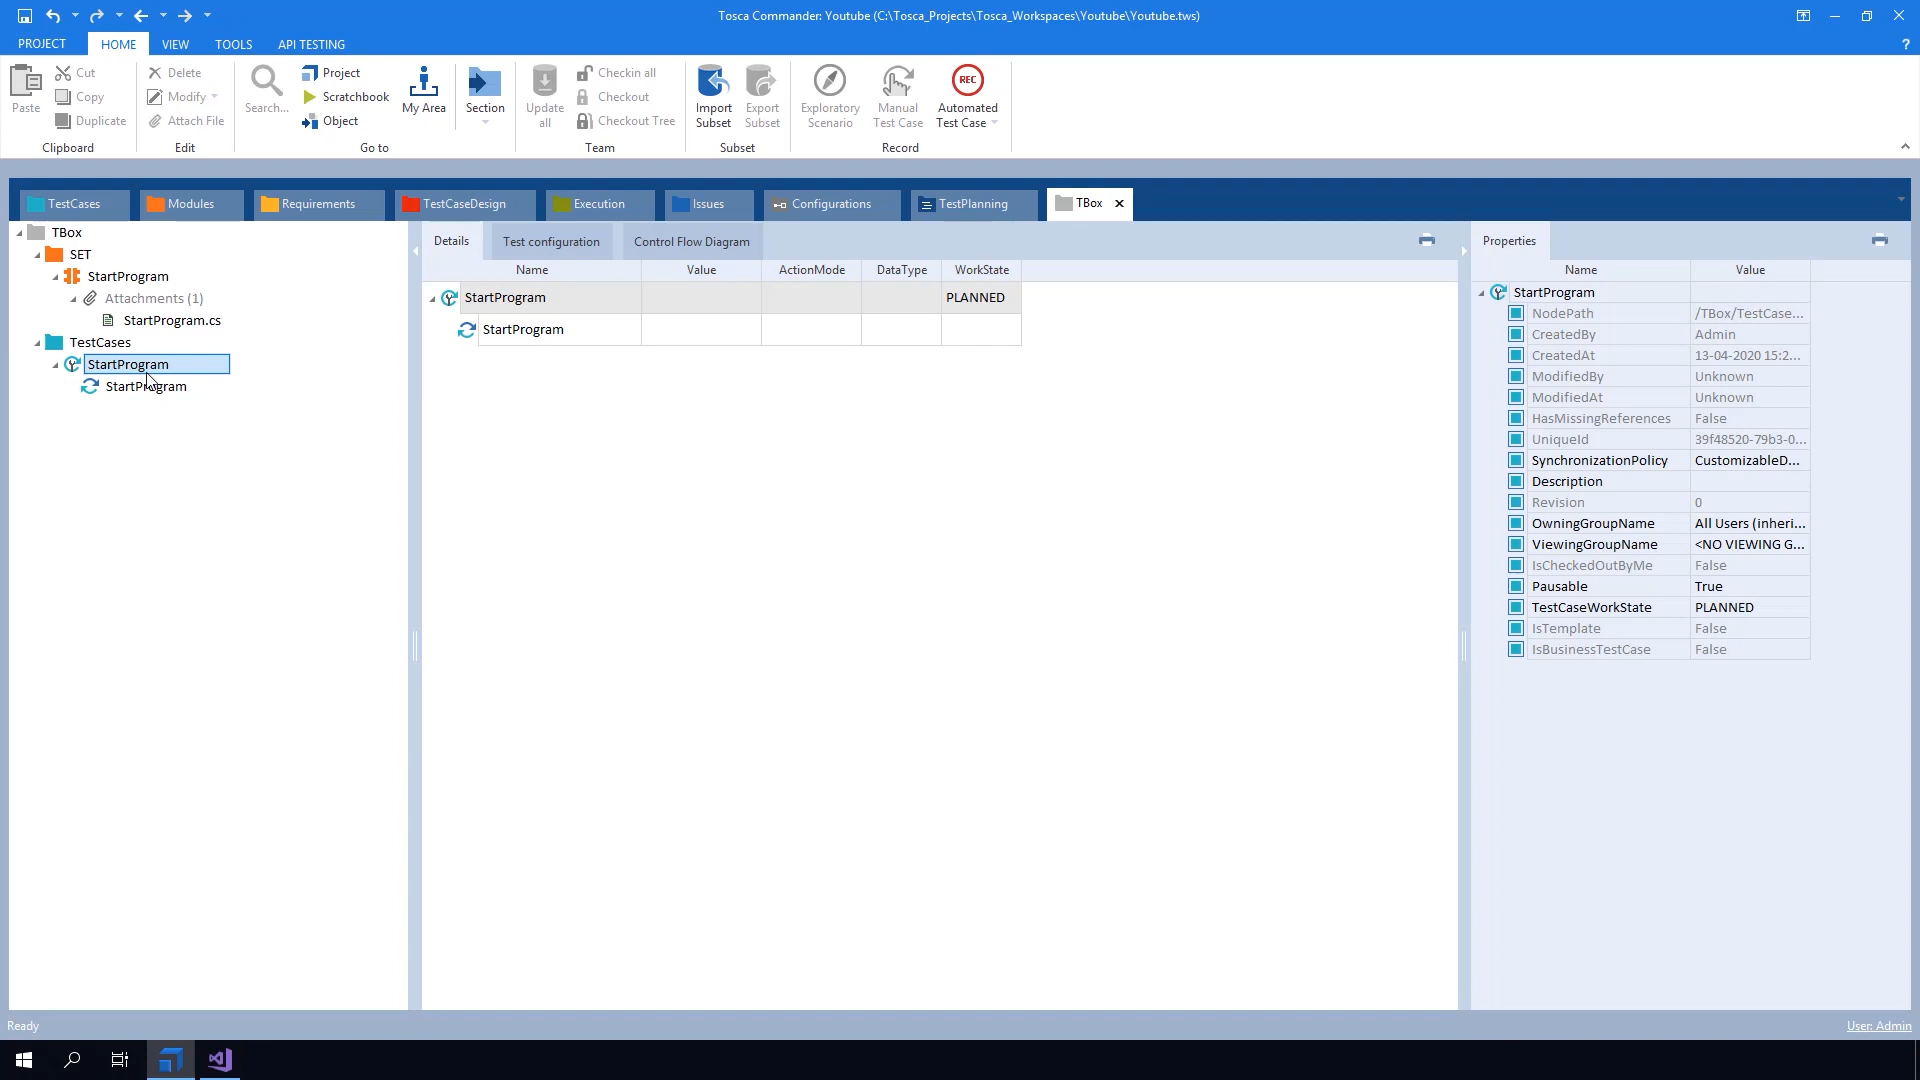 Tosca Commander: Youtube (C:\Tosca_Projects\Tosca_Workspaces\Youtube\Youtube.tws)
PROJECT HOME VIEW TOOLS API TESTING ?
Paste
Cut
Copy
Duplicate
Clipboard
Delete
Modify
Attach File
Edit
Search...
Project
Scratchbook
Object
My Area
Section
Go to
Update all
Checkin all
Checkout
Checkout Tree
Team
Import Subset
Export Subset
Subset
Exploratory Scenario
Manual Test Case
REC
Automated Test Case
Record
TestCases Modules Requirements TestCaseDesign Execution Issues Configurations TestPlanning TBox
TBox
SET
StartProgram
Attachments (1)
StartProgram.cs
TestCases
StartProgram
StartProgram
Details Test configuration Control Flow Diagram
Name Value ActionMode DataType WorkState
StartProgram PLANNED
StartProgram
Properties
Name Value
StartProgram
NodePath /TBox/TestCase...
CreatedBy Admin
CreatedAt 13-04-2020 15:2...
ModifiedBy Unknown
ModifiedAt Unknown
HasMissingReferences False
UniqueId 39f48520-79b3-0...
SynchronizationPolicy CustomizableD...
Description
Revision 0
OwningGroupName All Users (inheri...
ViewingGroupName <NO VIEWING G...
IsCheckedOutByMe False
Pausable True
TestCaseWorkState PLANNED
IsTemplate False
IsBusinessTestCase False
Ready
User: Admin